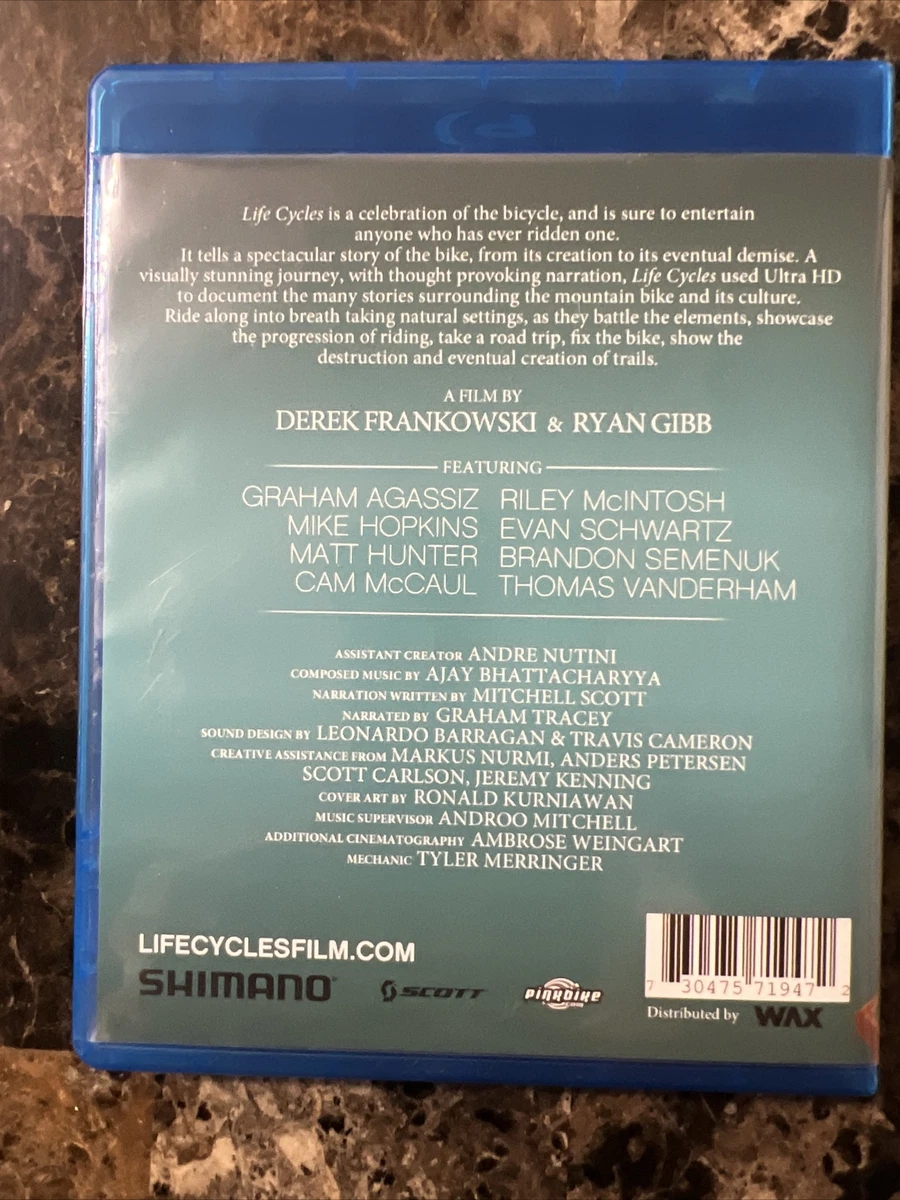 Life Cycles is a celebration of the bicycle, and is sure to entertain
anyone who has ever ridden one.
It tells a spectacular story of the bike, from its creation to its eventual demise. A
visually stunning journey, with thought provoking narration, Life Cycles used Ultra HD
to document the many stories surrounding the mountain bike and its culture.
Ride along into breath taking natural settings, as they battle the elements, showcase
the progression of riding, take a road trip, fix the bike, show the
destruction and eventual creation of trails.
A FILM BY
DEREK FRANKOWSKI & RYAN GIBB
FEATURING
GRAHAM AGASSIZ RILEY McINTOSH
MIKE HOPKINS EVAN SCHWARTZ
MATT HUNTER BRANDON SEMENUK
CAM McCAUL THOMAS VANDERHAM
ASSISTANT CREATOR ANDRE NUTINI
COMPOSED MUSIC BY AJAY BHATTACHARYYA
NARRATION WRITTEN BY MITCHELL SCOTT
NARRATED BY GRAHAM TRACEY
SOUND DESIGN BY LEONARDO BARRAGAN & TRAVIS CAMERON
CREATIVE ASSISTANCE FROM MARKUS NURMI, ANDERS PETERSEN
SCOTT CARLSON, JEREMY KENNING
COVER ART BY RONALD KURNIAWAN
MUSIC SUPERVISOR ANDROO MITCHELL
ADDITIONAL CINEMATOGRAPHY AMBROSE WEINGART
MECHANIC TYLER MERRINGER
LIFECYCLESFILM.COM
SHIMANO SCOTT pinkbike .com
7 30475 71947 2
Distributed by WAX